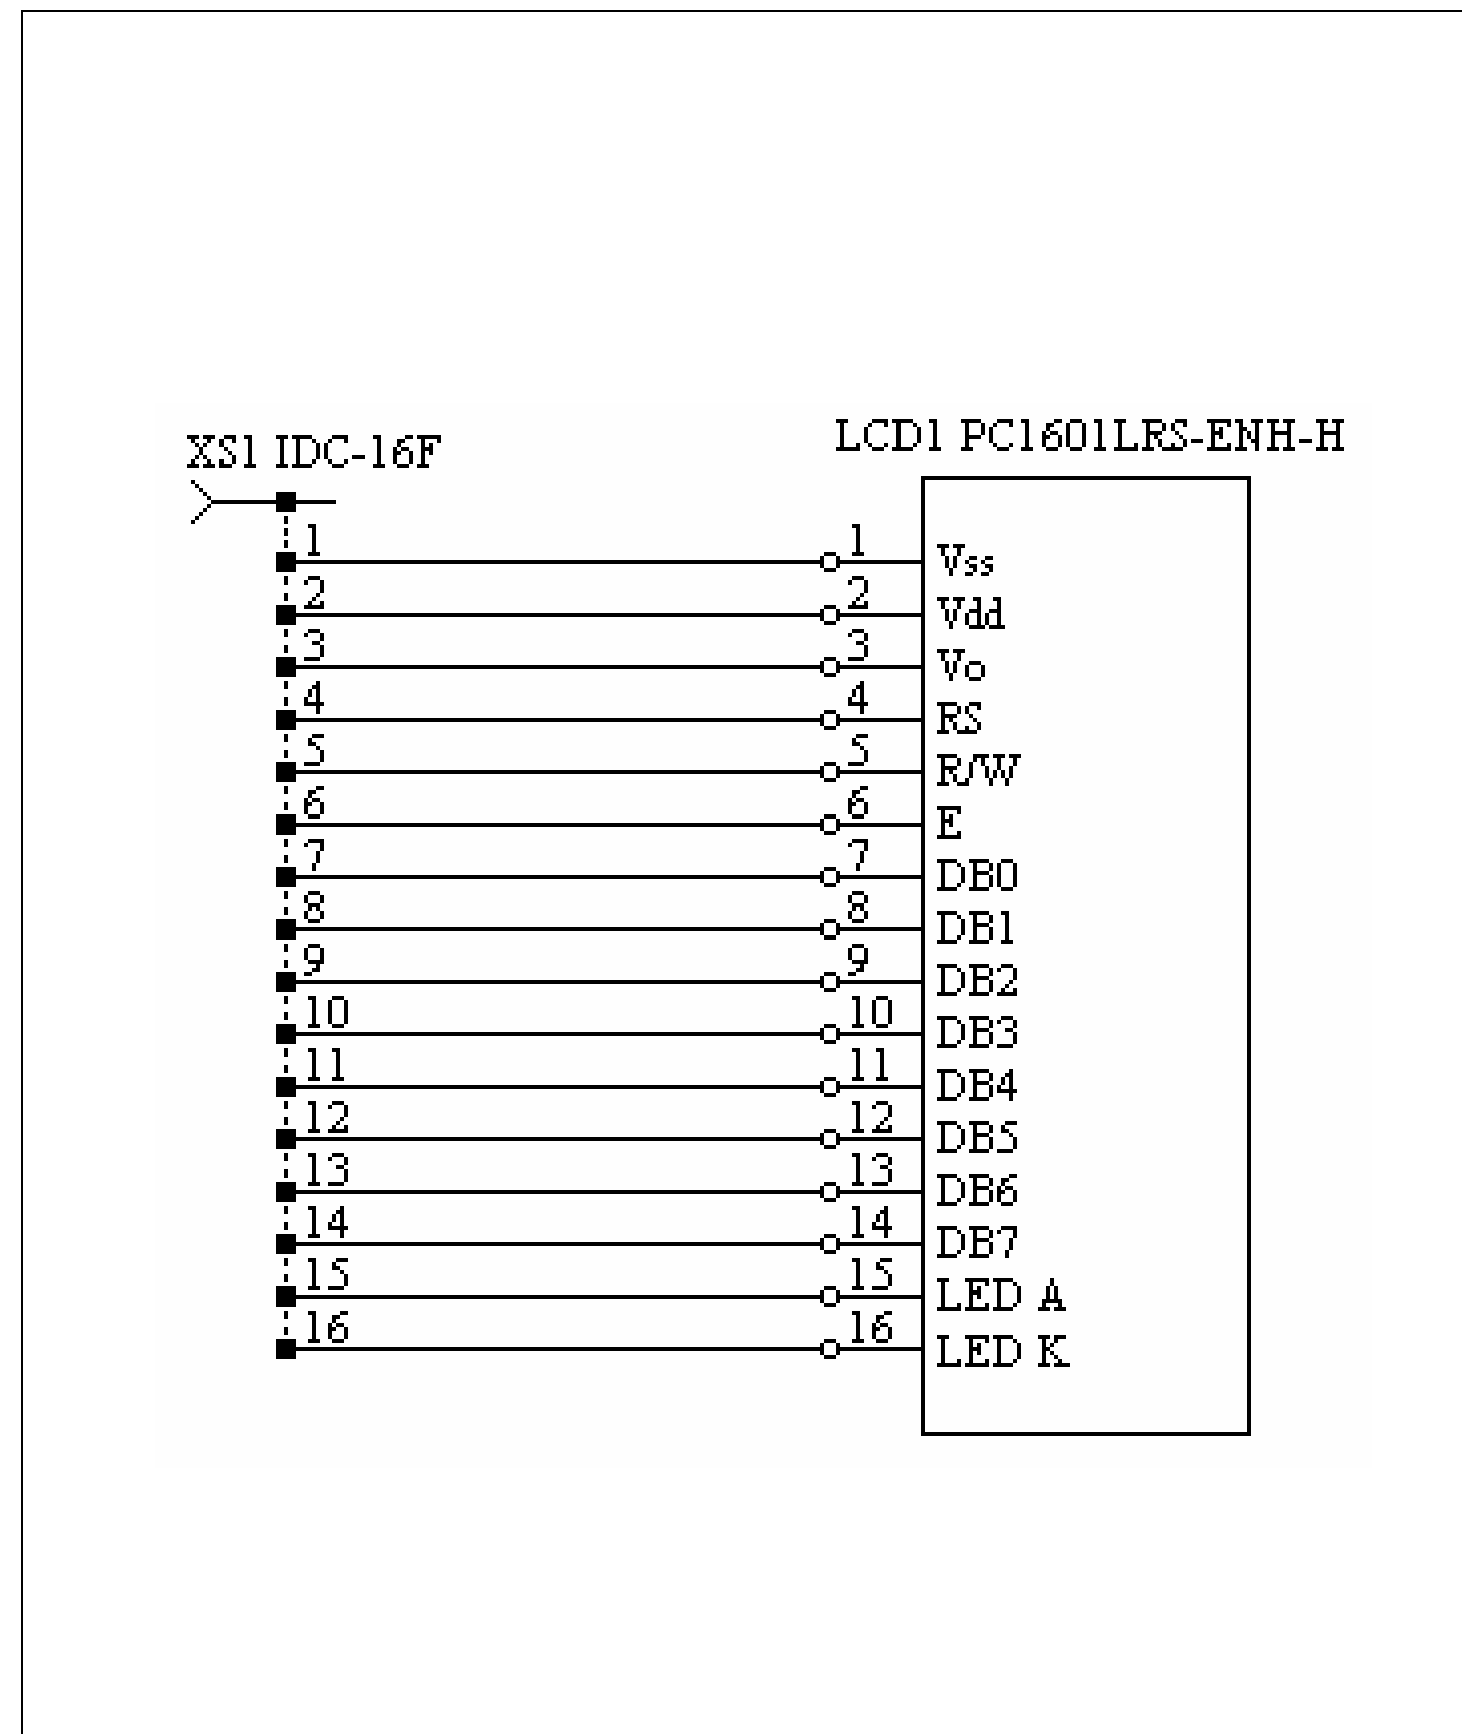 XS1 IDC-16F
LCD1 PC1601LRS-ENH-H
1 1 Vss
2 2 Vdd
3 3 Vo
4 4 RS
5 5 R/W
6 6 E
7 7 DB0
8 8 DB1
9 9 DB2
10 10 DB3
11 11 DB4
12 12 DB5
13 13 DB6
14 14 DB7
15 15 LED A
16 16 LED K